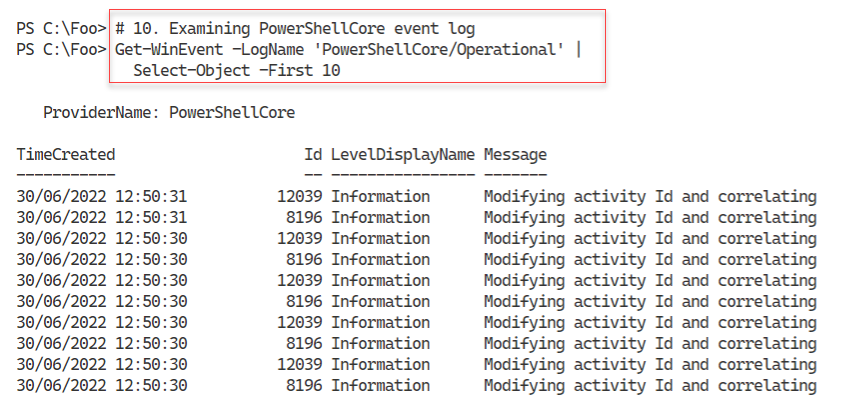 PS C:\Foo> # 10. Examining PowerShellCore event log
PS C:\Foo> Get-WinEvent -LogName 'PowerShellCore/Operational' |
Select-Object -First 10
ProviderName: PowerShellCore
TimeCreated Id LevelDisplayName Message
----------- -- ---------------- -------
30/06/2022 12:50:31 12039 Information Modifying activity Id and correlating
30/06/2022 12:50:31 8196 Information Modifying activity Id and correlating
30/06/2022 12:50:30 12039 Information Modifying activity Id and correlating
30/06/2022 12:50:30 8196 Information Modifying activity Id and correlating
30/06/2022 12:50:30 12039 Information Modifying activity Id and correlating
30/06/2022 12:50:30 8196 Information Modifying activity Id and correlating
30/06/2022 12:50:30 12039 Information Modifying activity Id and correlating
30/06/2022 12:50:30 8196 Information Modifying activity Id and correlating
30/06/2022 12:50:30 12039 Information Modifying activity Id and correlating
30/06/2022 12:50:30 8196 Information Modifying activity Id and correlating